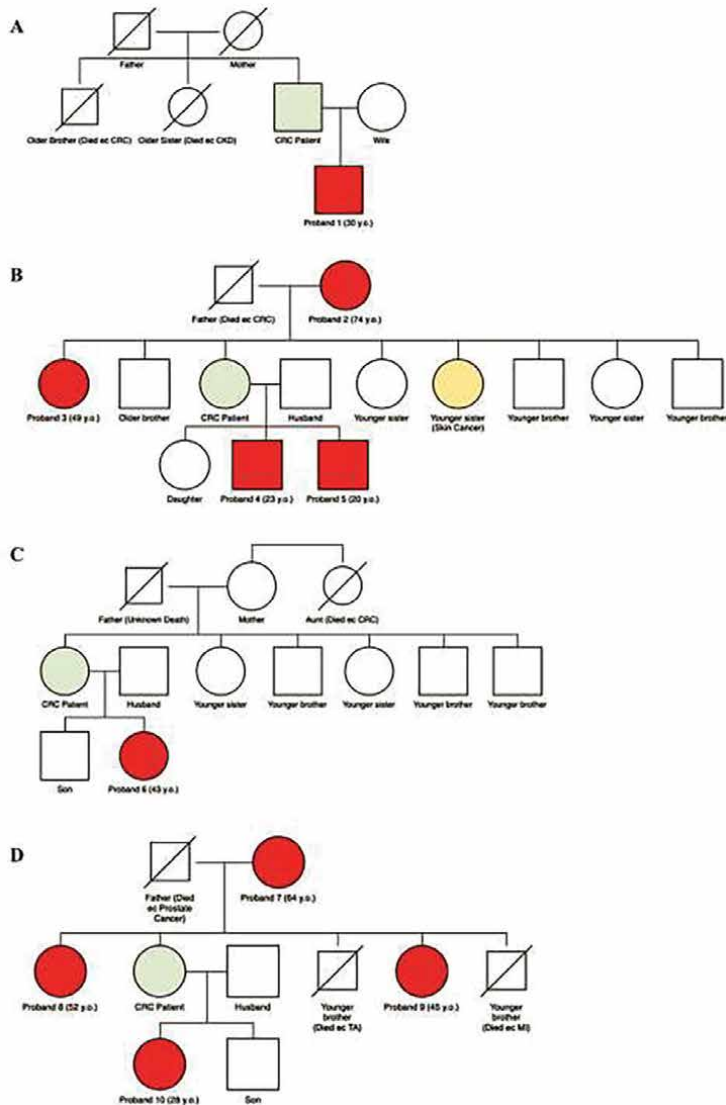 A
Father
Mother
Older Brother (Died ec CRC)
Older Sister (Died ec CKD)
CRC Patient
Wife
Proband 1 (30 y.o.)
B
Father (Died ec CRC)
Proband 2 (74 y.o.)
Proband 3 (49 y.o.)
Older brother
CRC Patient
Husband
Younger sister
Younger sister
(Skin Cancer)
Younger brother
Younger sister
Younger brother
Daughter
Proband 4 (23 y.o.)
Proband 5 (20 y.o.)
C
Father (Unknown Death)
Mother
Aunt (Died ec CRC)
CRC Patient
Husband
Younger sister
Younger brother
Younger sister
Younger brother
Younger brother
Son
Proband 6 (43 y.o.)
D
Father (Died
ec Prostate
Cancer)
Proband 7 (64 y.o.)
Proband 8 (52 y.o.)
CRC Patient
Husband
Younger
brother
(Died ec TA)
Proband 9 (45 y.o.)
Younger
brother
(Died ec MI)
Proband 10 (28 y.o.)
Son